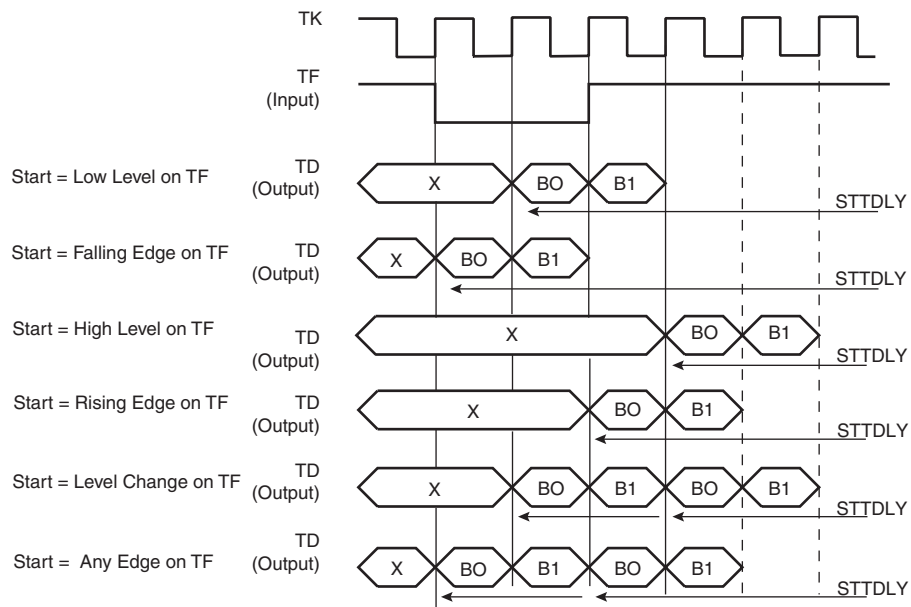 TK
TF
(Input)
Start = Low Level on TF
TD
(Output)
X
BO
B1
STTDLY
Start = Falling Edge on TF
TD
(Output)
X
BO
B1
STTDLY
Start = High Level on TF
TD
(Output)
X
BO
B1
STTDLY
Start = Rising Edge on TF
TD
(Output)
X
BO
B1
STTDLY
Start = Level Change on TF
TD
(Output)
X
BO
B1
BO
B1
STTDLY
Start = Any Edge on TF
TD
(Output)
X
BO
B1
BO
B1
STTDLY